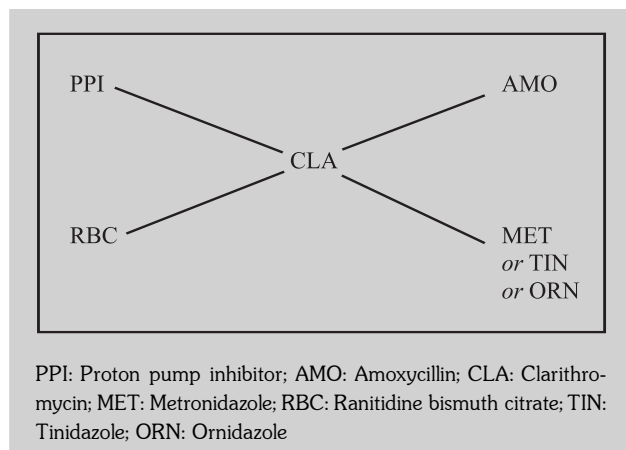 PPI
AMO
CLA
RBC
MET
or TIN
or ORN
PPI: Proton pump inhibitor; AMO: Amoxycillin; CLA: Clarithro-
mycin; MET: Metronidazole; RBC: Ranitidine bismuth citrate; TIN:
Tinidazole; ORN: Ornidazole